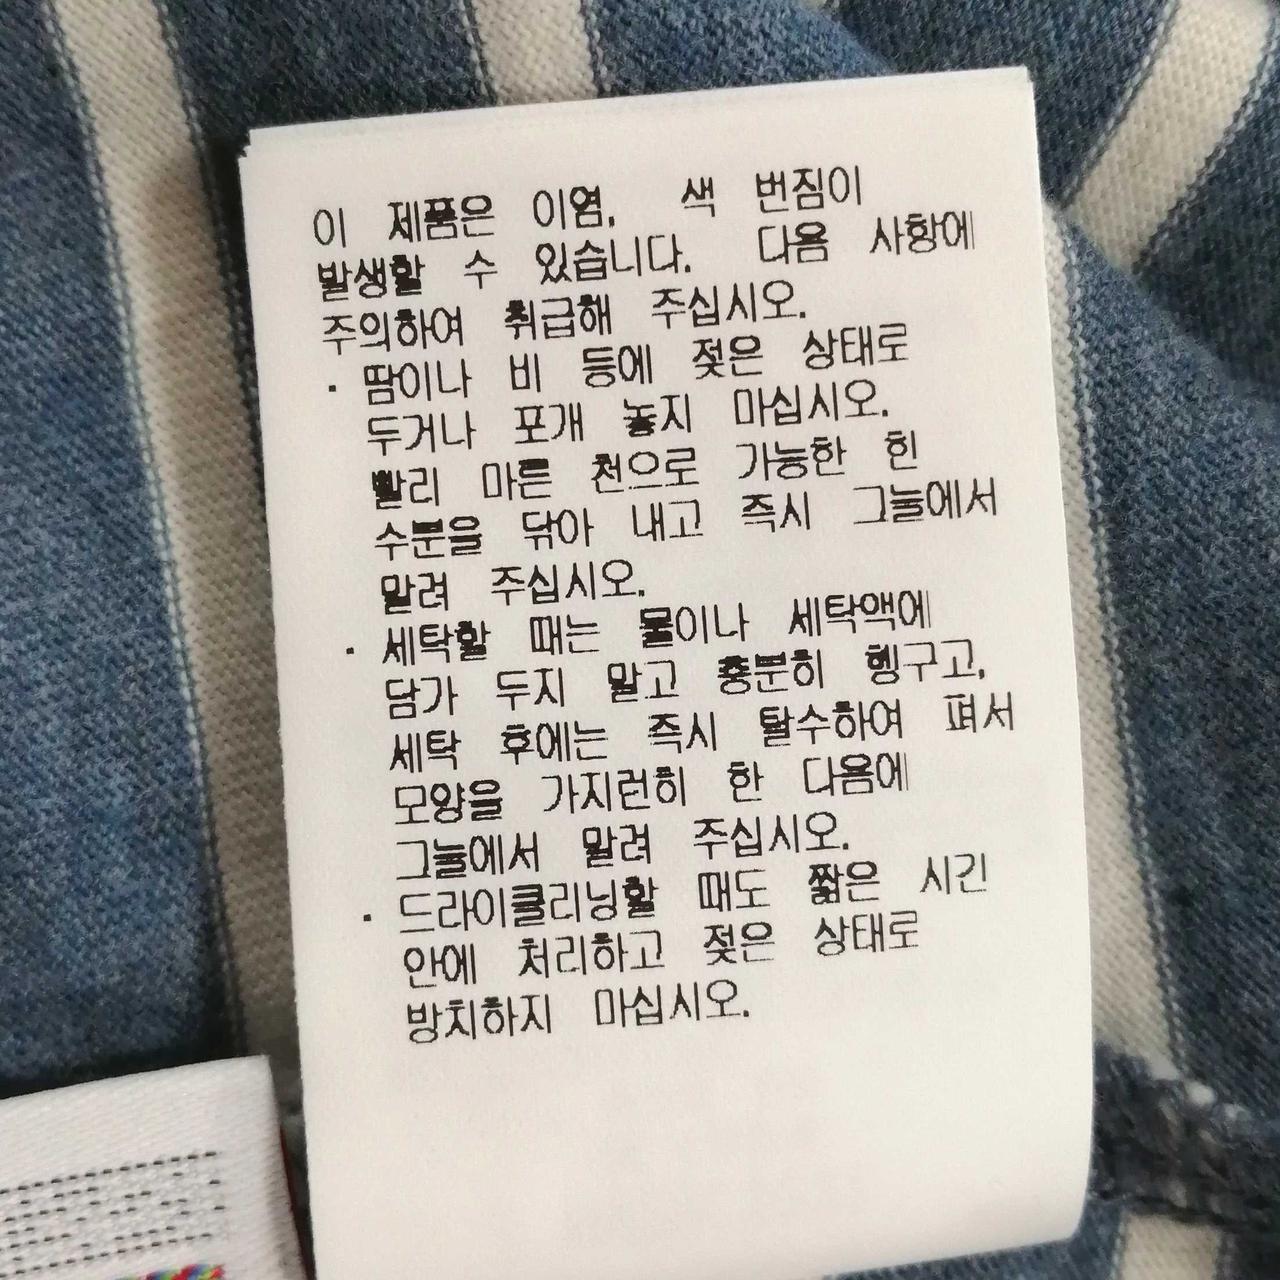 이 제품은 이염, 색 번짐이
발생할 수 있습니다. 다음 사항에
주의하여 취급해 주십시오.
· 땀이나 비 등에 젖은 상태로
두거나 포개 놓지 마십시오.
빨리 마른 천으로 가능한 한
수분을 닦아 내고 즉시 그늘에서
말려 주십시오.
· 세탁할 때는 물이나 세탁액에
담가 두지 말고 충분히 헹구고,
세탁 후에는 즉시 탈수하여 펴서
모양을 가지런히 한 다음에
그늘에서 말려 주십시오.
· 드라이클리닝할 때도 짧은 시간
안에 처리하고 젖은 상태로
방치하지 마십시오.